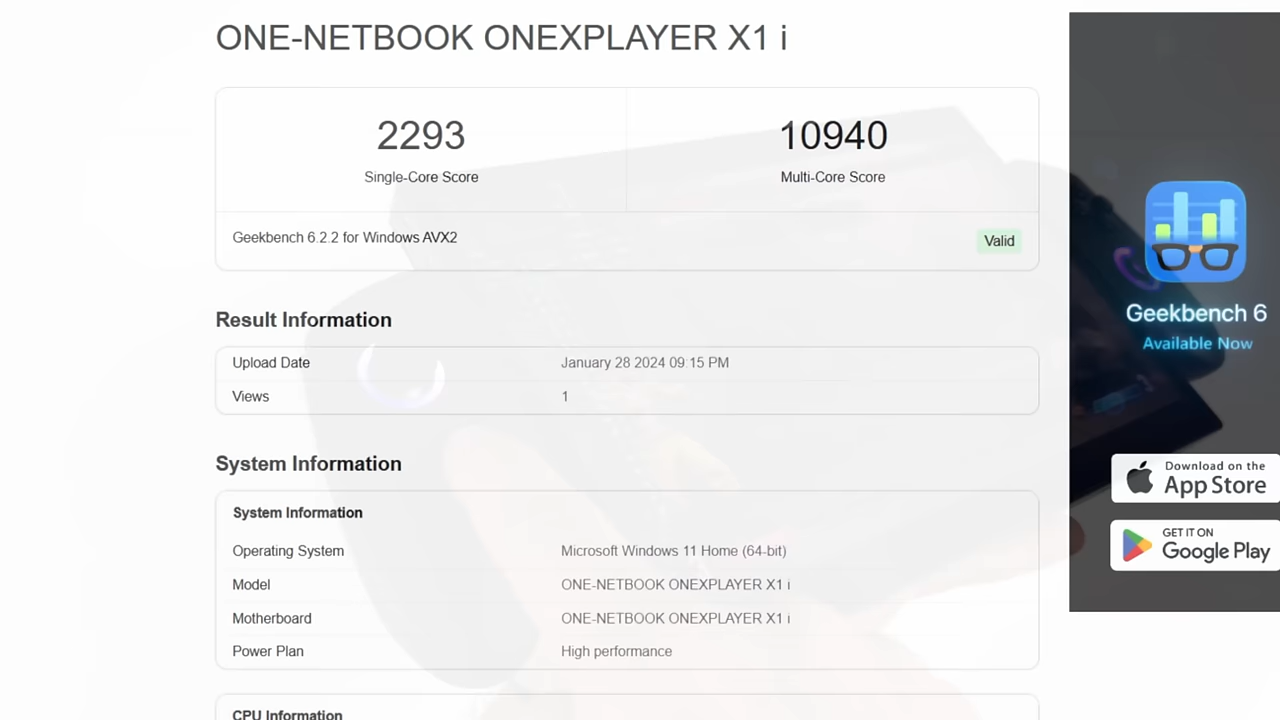 ONE-NETBOOK ONEXPLAYER X1 i
2293
10940
Single-Core Score
Multi-Core Score
Geekbench 6.2.2 for Windows AVX2
Valid
Result Information
Upload Date
January 28 2024 09:15 PM
Views
1
System Information
System Information
Operating System
Microsoft Windows 11 Home (64-bit)
Model
ONE-NETBOOK ONEXPLAYER X1 i
Motherboard
ONE-NETBOOK ONEXPLAYER X1 i
Power Plan
High performance
CPU Information
Geekbench 6
Available Now
Download on the
App Store
GET IT ON
Google Play